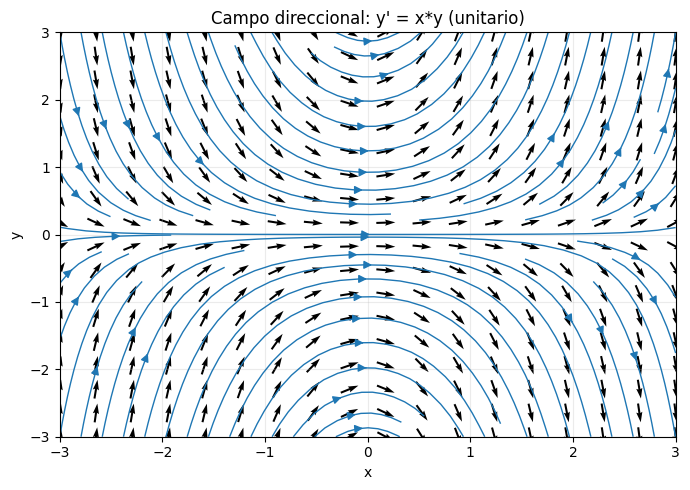 Campo direccional: y' = x*y (unitario)
3
2
1
0
−1
−2
−3
y
−3 −2 −1 0 1 2 3
x